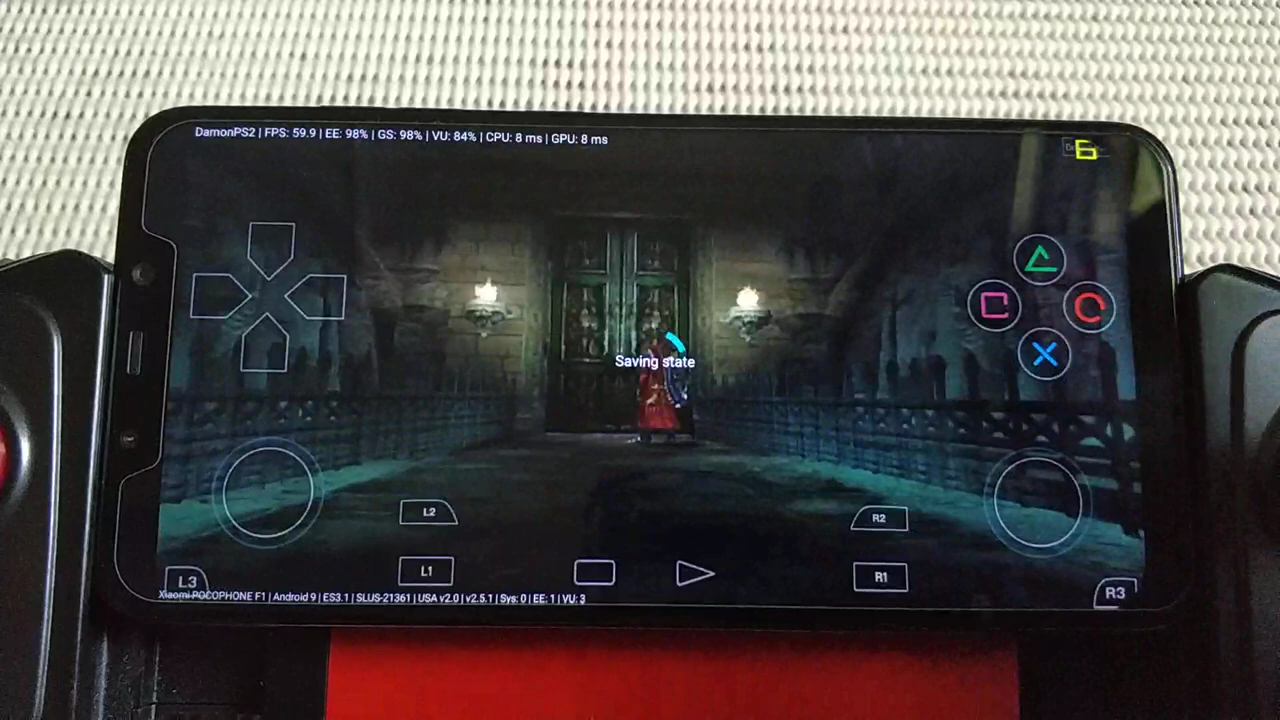 DamonPS2 | FPS: 59.9 | EE: 98% | GS: 98% | VU: 84% | CPU: 8 ms | GPU: 8 ms
6
Saving state
L2
R2
L1
R1
L3
R3
Xiaomi POCOPHONE F1 | Android 9 | ES3.1 | SLUS-21361 | USA v2.0 | v2.5.1 | Sys: 0 | EE: 1 | VU: 3